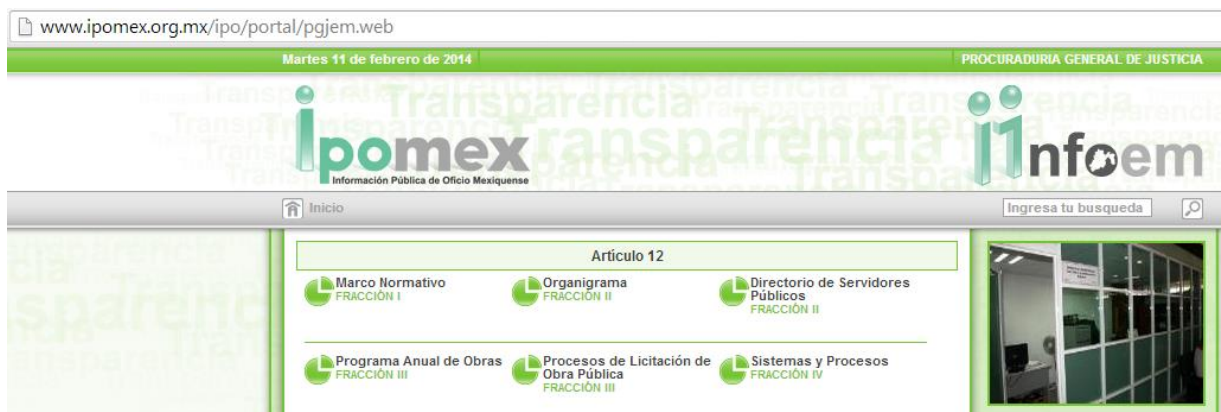 www.ipomex.org.mx/ipo/portal/pgjem.web
Martes 11 de febrero de 2014
PROCURADURIA GENERAL DE JUSTICIA
Transparencia
ipomex
Información Pública de Oficio Mexiquense
infoem
Inicio
Ingresa tu busqueda
Artículo 12
Marco Normativo
FRACCIÓN I
Organigrama
FRACCIÓN II
Directorio de Servidores
Públicos
FRACCIÓN II
Programa Anual de Obras
FRACCIÓN III
Procesos de Licitación de
Obra Pública
FRACCIÓN III
Sistemas y Procesos
FRACCIÓN IV